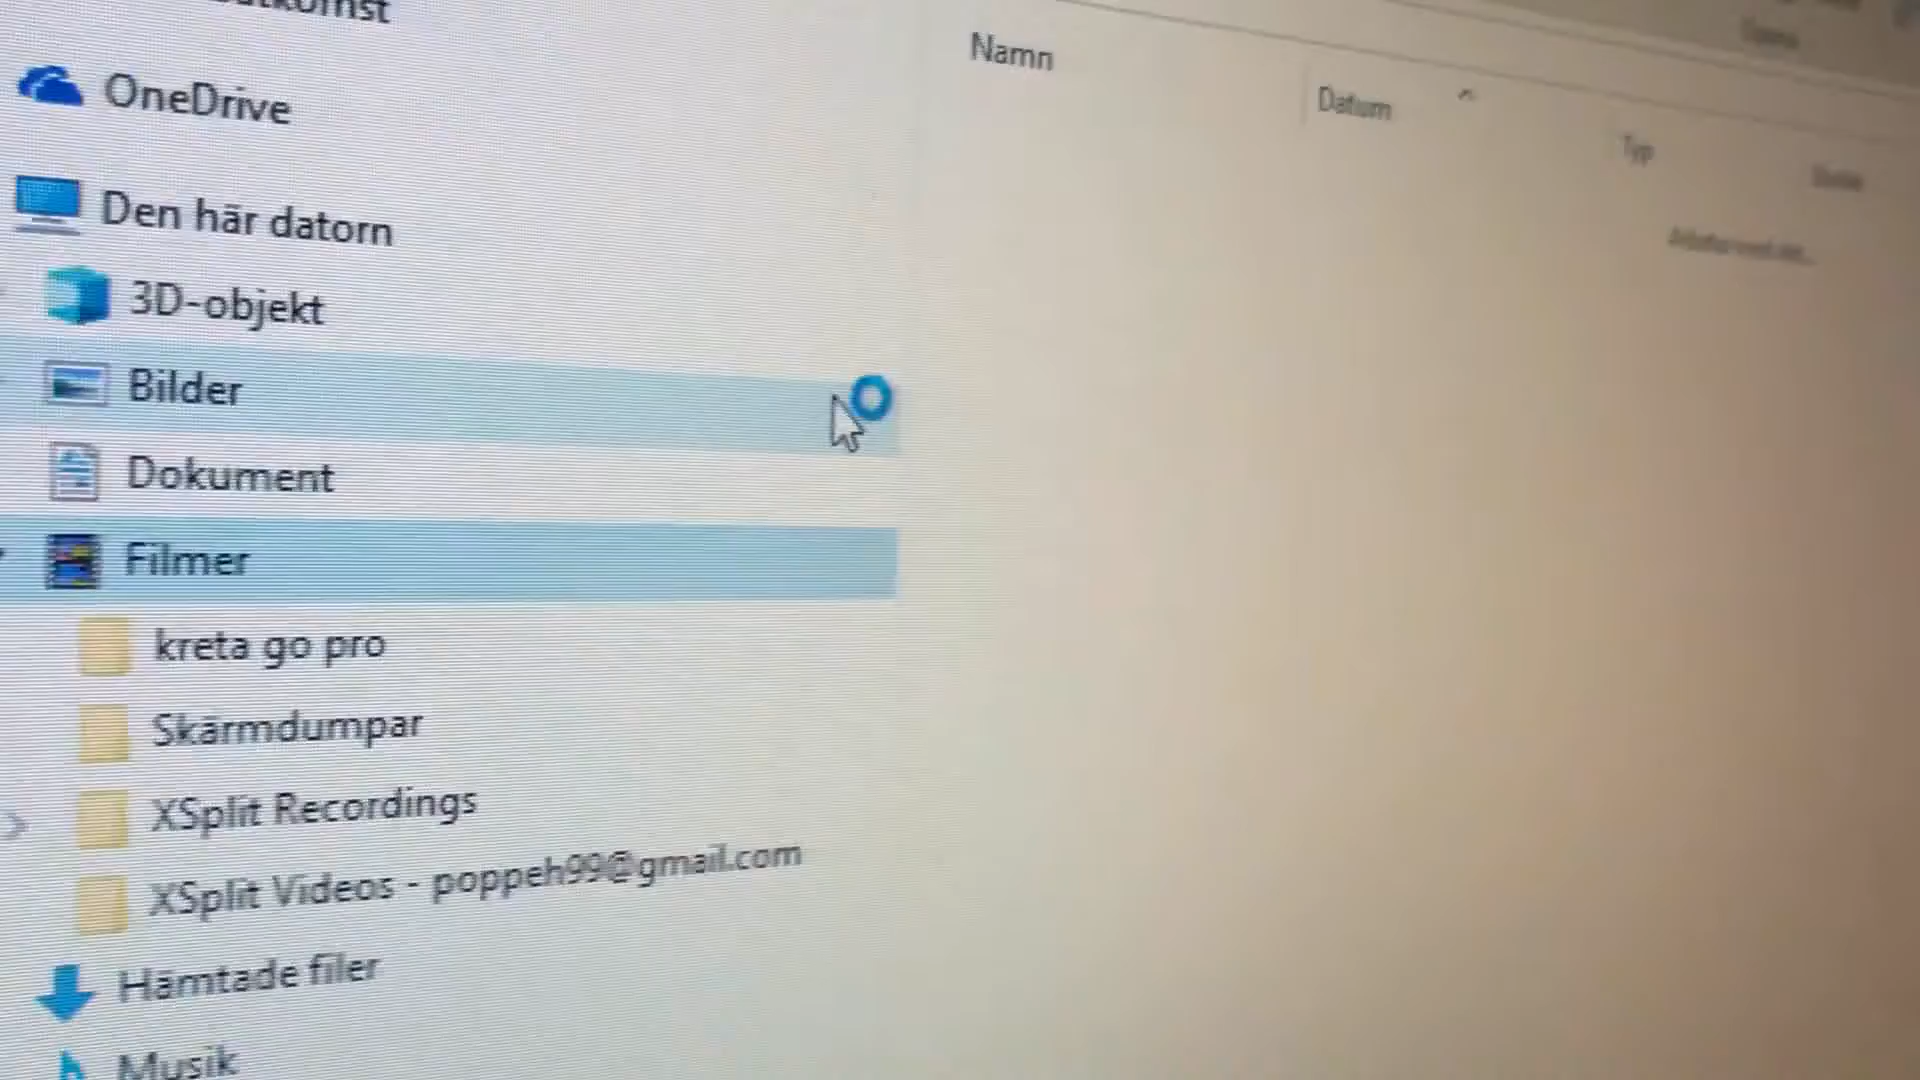 OneDrive
Den här datorn
3D-objekt
Bilder
Dokument
Filmer
kreta go pro
Skärmdumpar
XSplit Recordings
XSplit Videos - poppeh99@gmail.com
Hämtade filer
Musik
Namn
Datum
Typ